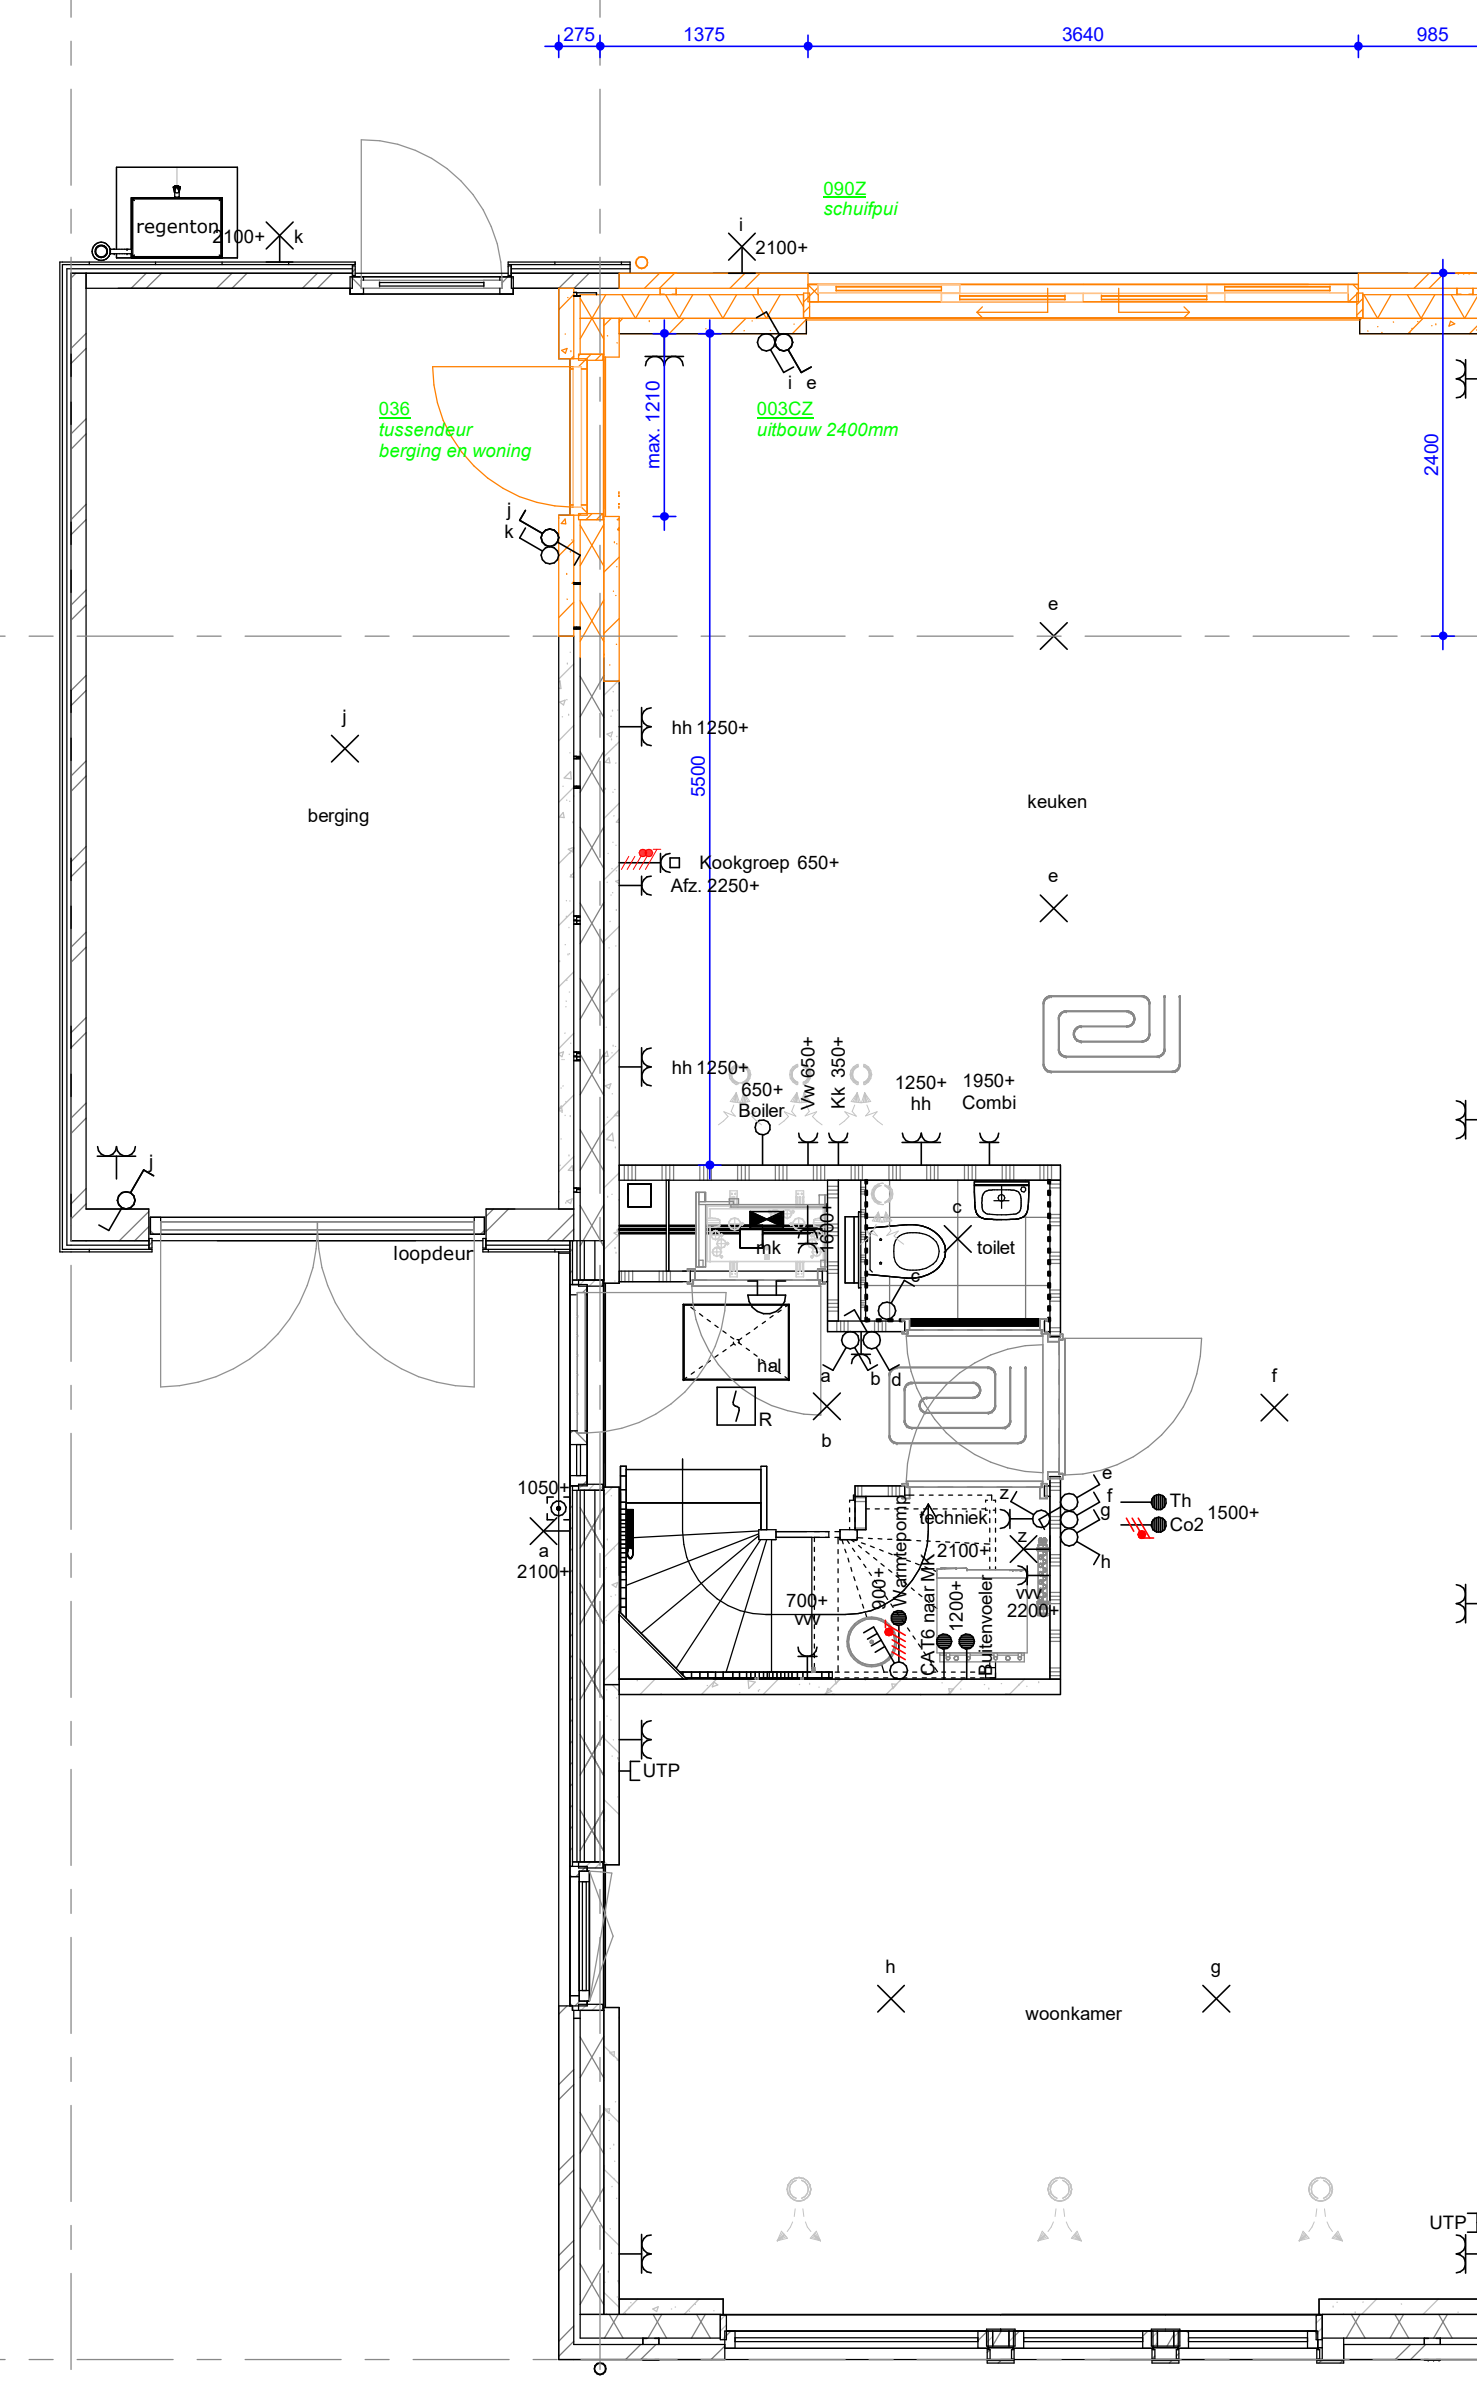 275
1375
3640
985
090Z
schuifpui
regenton
2100+
k
i
2100+
i
e
036
tussendeur
berging en woning
max. 1210
003CZ
uitbouw 2400mm
2400
j
k
e
j
hh 1250+
5500
keuken
berging
Kookgroep 650+
Afz. 2250+
e
hh 1250+
650+
Boiler
Vw 650+
Kk 350+
1250+
hh
1950+
Combi
j
loopdeur
mk
1600+
c
toilet
c
hal
a
b
d
f
R
b
1050+
a
2100+
z
techniek
z
2100+
e
f
g
h
Th
Co2
1500+
700+
vvv
900+
Warmtepomp
CAT6 naar MK
1200+
Buitenvoeler
vvv
2200+
UTP
h
g
woonkamer
UTP